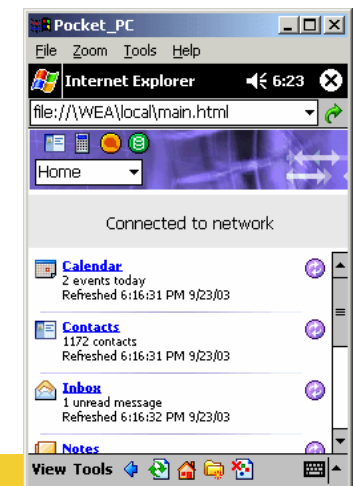 Pocket_PC
File Zoom Tools Help
Internet Explorer 6:23
file://\WEA\local\main.html
Home
Connected to network
Calendar
2 events today
Refreshed 6:16:31 PM 9/23/03
Contacts
1172 contacts
Refreshed 6:16:31 PM 9/23/03
Inbox
1 unread message
Refreshed 6:16:32 PM 9/23/03
Notes
View Tools